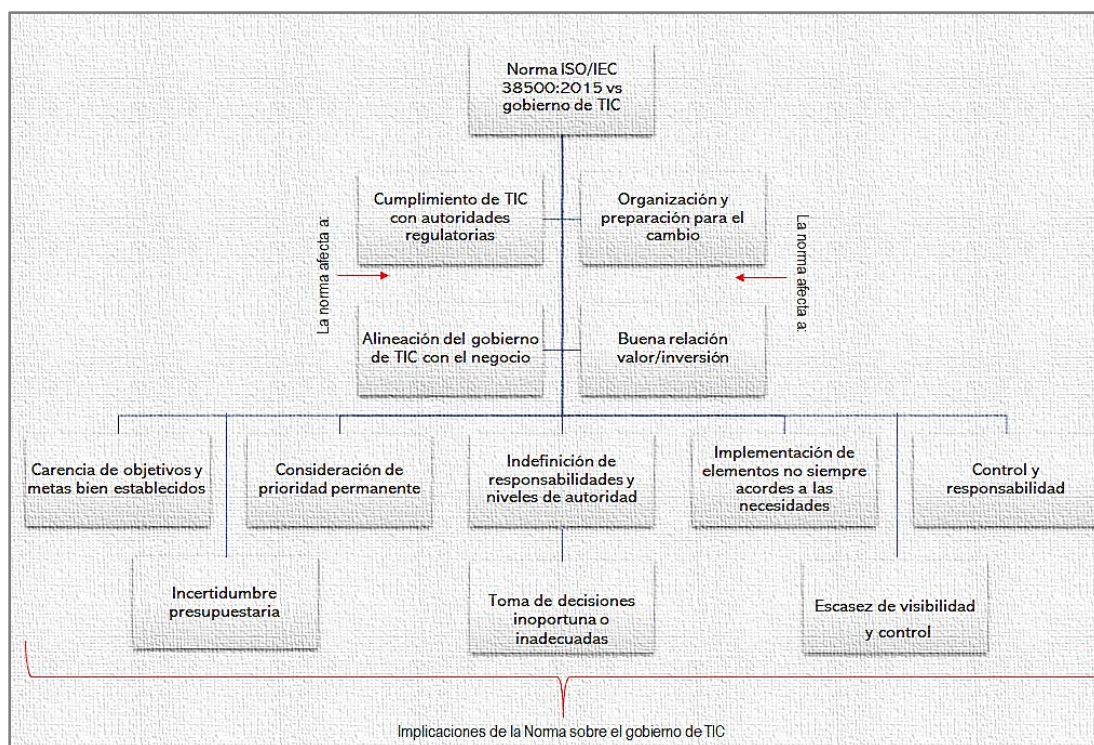 Norma ISO/IEC
38500:2015 vs
gobierno de TIC
Cumplimiento de TIC
con autoridades
regulatorias
Organización y
preparación para el
cambio
La norma afecta a:
La norma afecta a:
Alineación del gobierno
de TIC con el negocio
Buena relación
valor/inversión
Carencia de objetivos y
metas bien establecidos
Consideración de
prioridad permanente
Indefinición de
responsabilidades y
niveles de autoridad
Implementación de
elementos no siempre
acordes a las
necesidades
Control y
responsabilidad
Incertidumbre
presupuestaria
Toma de decisiones
inoportuna o
inadecuadas
Escasez de visibilidad
y control
Implicaciones de la Norma sobre el gobierno de TIC